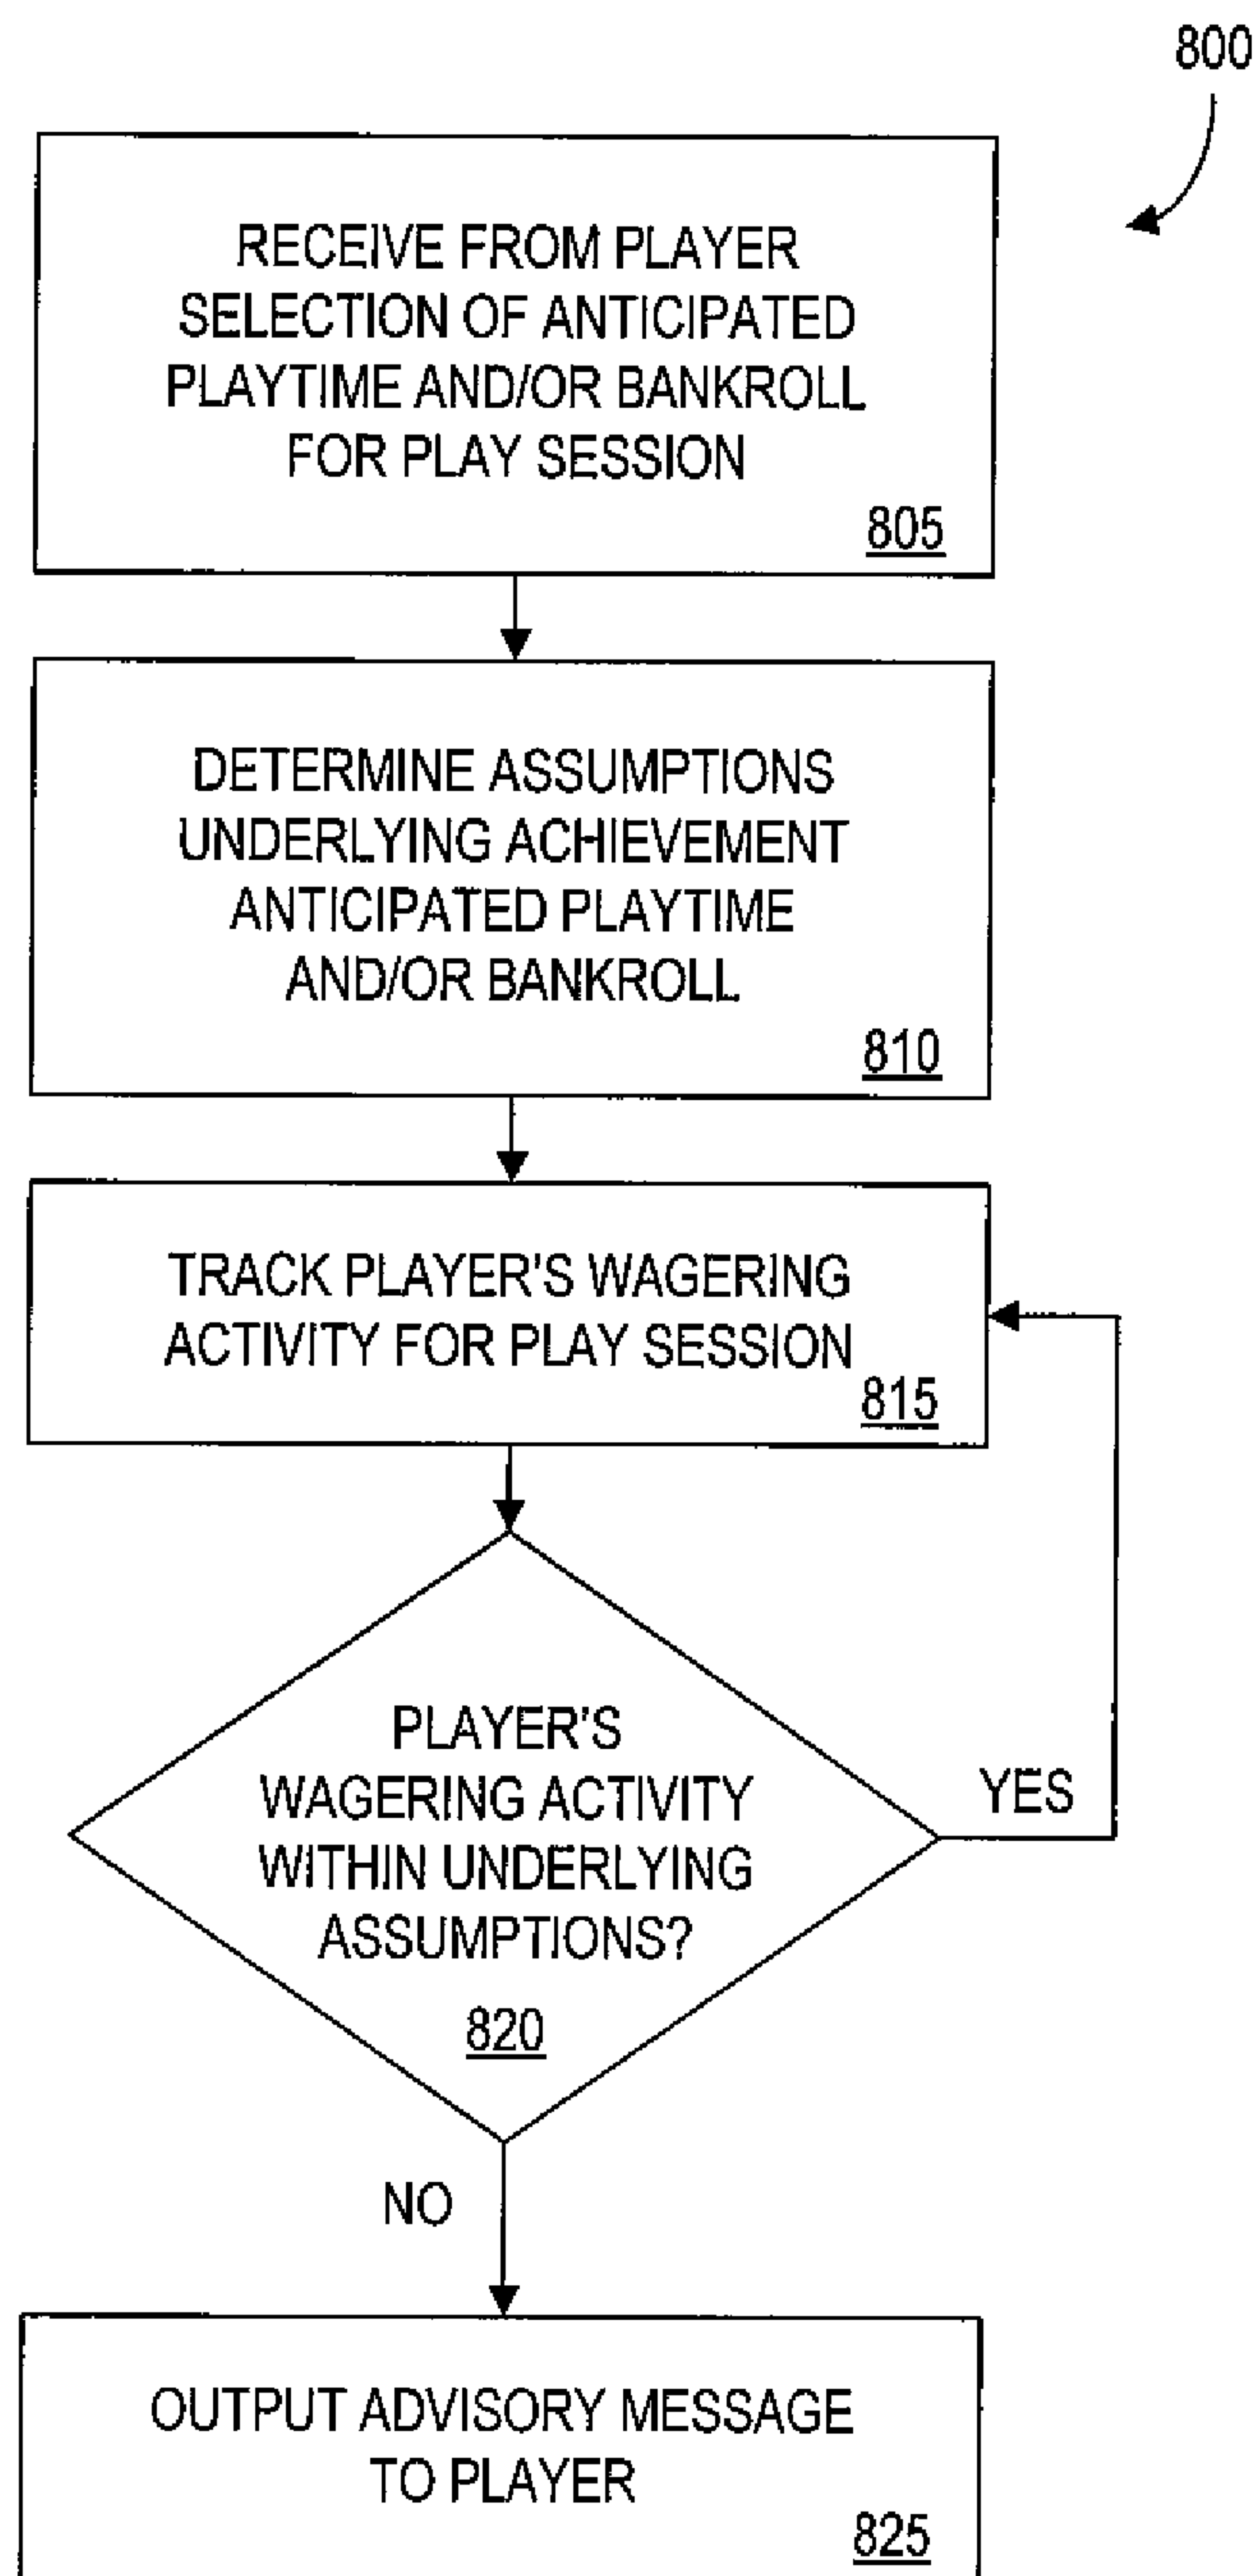 800
RECEIVE FROM PLAYER
SELECTION OF ANTICIPATED
PLAYTIME AND/OR BANKROLL
FOR PLAY SESSION
805
DETERMINE ASSUMPTIONS
UNDERLYING ACHIEVEMENT
ANTICIPATED PLAYTIME
AND/OR BANKROLL
810
TRACK PLAYER'S WAGERING
ACTIVITY FOR PLAY SESSION
815
PLAYER'S
WAGERING ACTIVITY
WITHIN UNDERLYING
ASSUMPTIONS?
820
YES
NO
OUTPUT ADVISORY MESSAGE
TO PLAYER
825